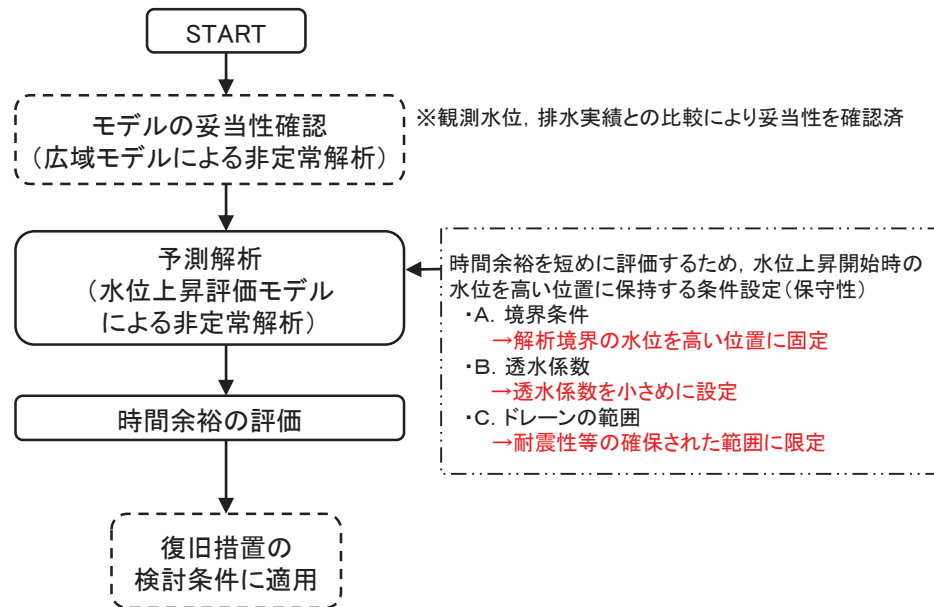 START
モデルの妥当性確認
(広域モデルによる非定常解析)
※観測水位，排水実績との比較により妥当性を確認済
予測解析
(水位上昇評価モデル
による非定常解析)
時間余裕を短めに評価するため，水位上昇開始時の
水位を高い位置に保持する条件設定(保守性)
・A．境界条件
→解析境界の水位を高い位置に固定
・B．透水係数
→透水係数を小さめに設定
・C．ドレーンの範囲
→耐震性等の確保された範囲に限定
時間余裕の評価
復旧措置の
検討条件に適用